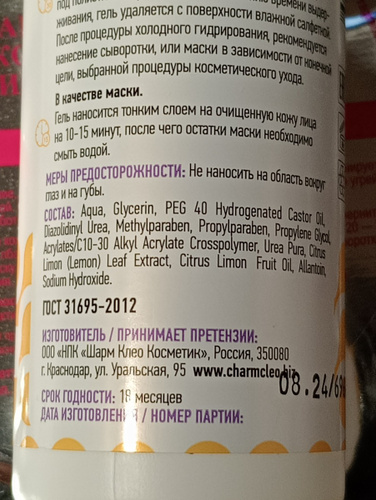 под полиэтилен
времени выдер-
живания, гель удаляется с поверхности влажной салфеткой.
После процедуры холодного гидрирования, рекомендуется
нанесение сыворотки, или маски в зависимости от конечной
цели, выбранной процедуры косметического ухода.
В качестве маски.
Гель наносится тонким слоем на очищенную кожу лица
на 10-15 минут, после чего остатки маски необходимо
смыть водой.
МЕРЫ ПРЕДОСТОРОЖНОСТИ: Не наносить на область вокруг
глаз и на губы.
СОСТАВ: Aqua, Glycerin, PEG 40 Hydrogenated Castor Oil,
Diazolidinyl Urea, Methylparaben, Propylparaben, Propylene Glycol,
Acrylates/C10-30 Alkyl Acrylate Crosspolymer, Urea Pura, Citrus
Limon (Lemon) Leaf Extract, Citrus Limon Fruit Oil, Allantoin,
Sodium Hydroxide.
ГОСТ 31695-2012
ИЗГОТОВИТЕЛЬ / ПРИНИМАЕТ ПРЕТЕНЗИИ:
ООО «НПК «Шарм Клео Косметик», Россия, 350080
г. Краснодар, ул. Уральская, 95 www.charmcleo.biz
08.24/69
СРОК ГОДНОСТИ: 18 месяцев
ДАТА ИЗГОТОВЛЕНИЯ / НОМЕР ПАРТИИ: